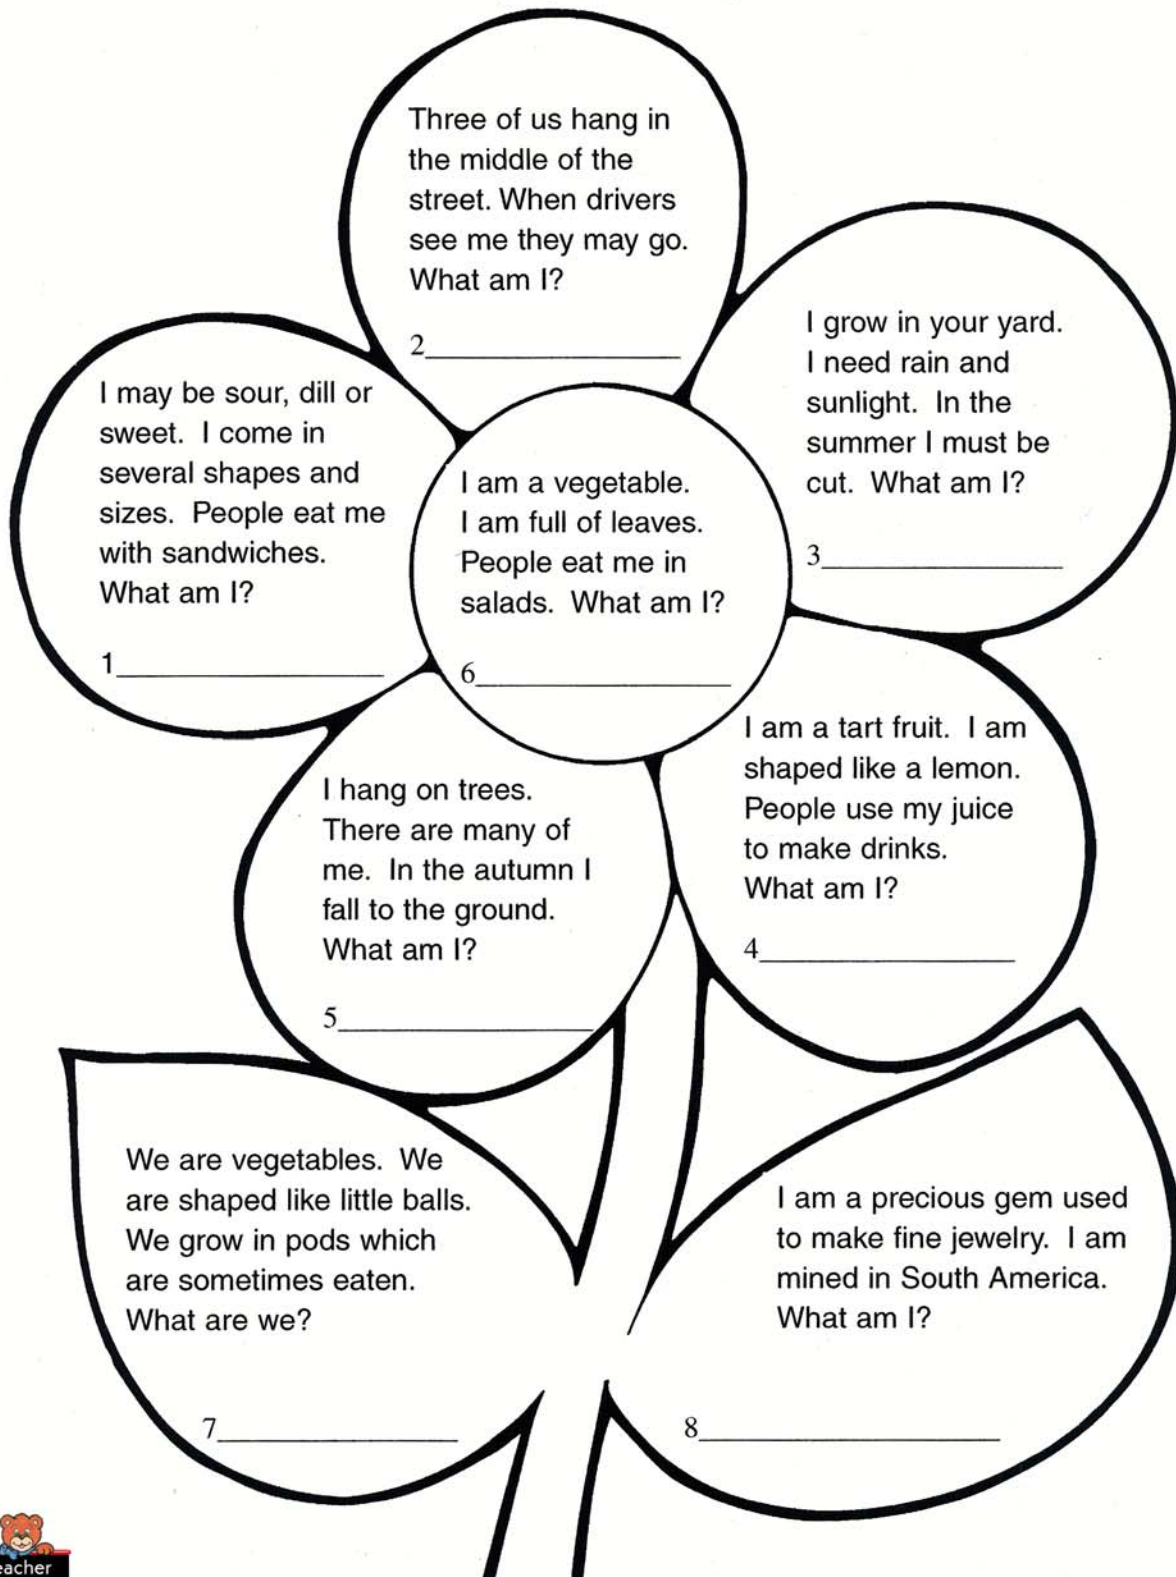 Three of us hang in
the middle of the
street. When drivers
see me they may go.
What am I?
2
I grow in your yard.
I need rain and
sunlight. In the
summer I must be
cut. What am I?
3
I may be sour, dill or
sweet. I come in
several shapes and
sizes. People eat me
with sandwiches.
What am I?
1
I am a vegetable.
I am full of leaves.
People eat me in
salads. What am I?
6
I am a tart fruit. I am
shaped like a lemon.
People use my juice
to make drinks.
What am I?
4
I hang on trees.
There are many of
me. In the autumn I
fall to the ground.
What am I?
5
We are vegetables. We
are shaped like little balls.
We grow in pods which
are sometimes eaten.
What are we?
7
I am a precious gem used
to make fine jewelry. I am
mined in South America.
What am I?
8
eacher